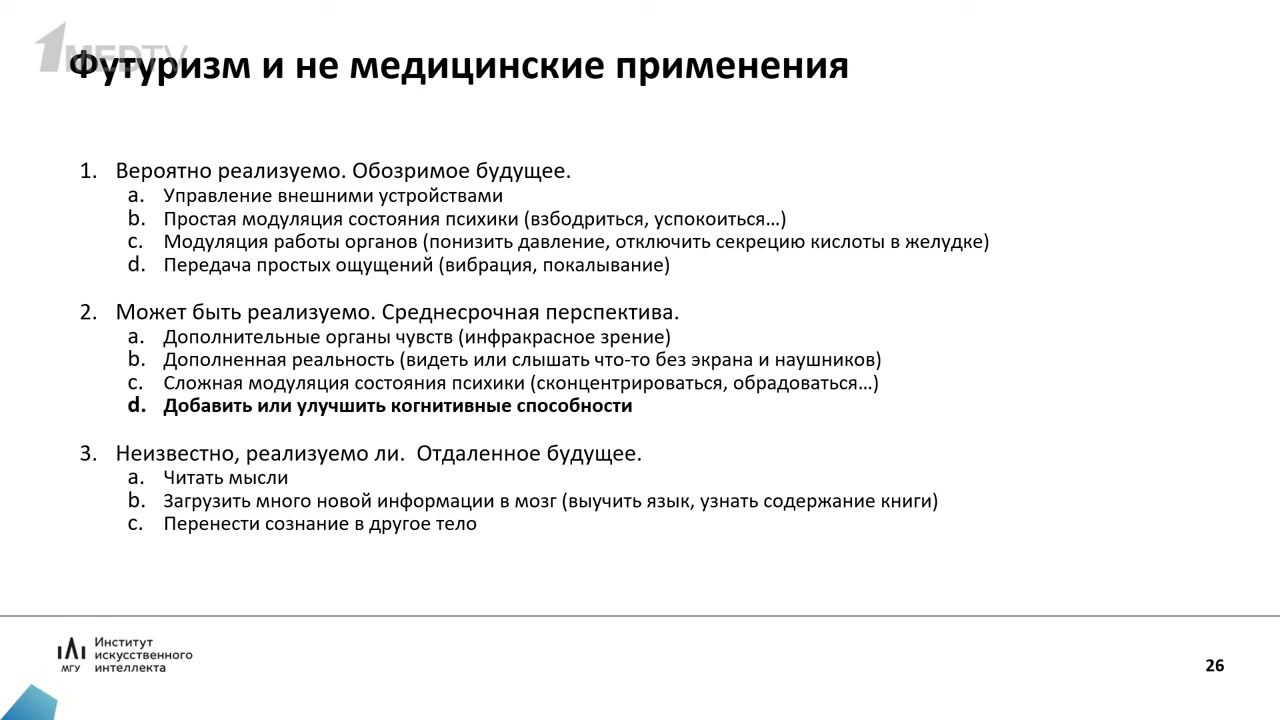 1MEDTV
Футуризм и не медицинские применения
1. Вероятно реализуемо. Обозримое будущее.
a. Управление внешними устройствами
b. Простая модуляция состояния психики (взбодриться, успокоиться…)
c. Модуляция работы органов (понизить давление, отключить секрецию кислоты в желудке)
d. Передача простых ощущений (вибрация, покалывание)
2. Может быть реализуемо. Среднесрочная перспектива.
a. Дополнительные органы чувств (инфракрасное зрение)
b. Дополненная реальность (видеть или слышать что-то без экрана и наушников)
c. Сложная модуляция состояния психики (сконцентрироваться, обрадоваться…)
d. Добавить или улучшить когнитивные способности
3. Неизвестно, реализуемо ли. Отдаленное будущее.
a. Читать мысли
b. Загрузить много новой информации в мозг (выучить язык, узнать содержание книги)
c. Перенести сознание в другое тело
МГУ
Институт
искусственного
интеллекта
26